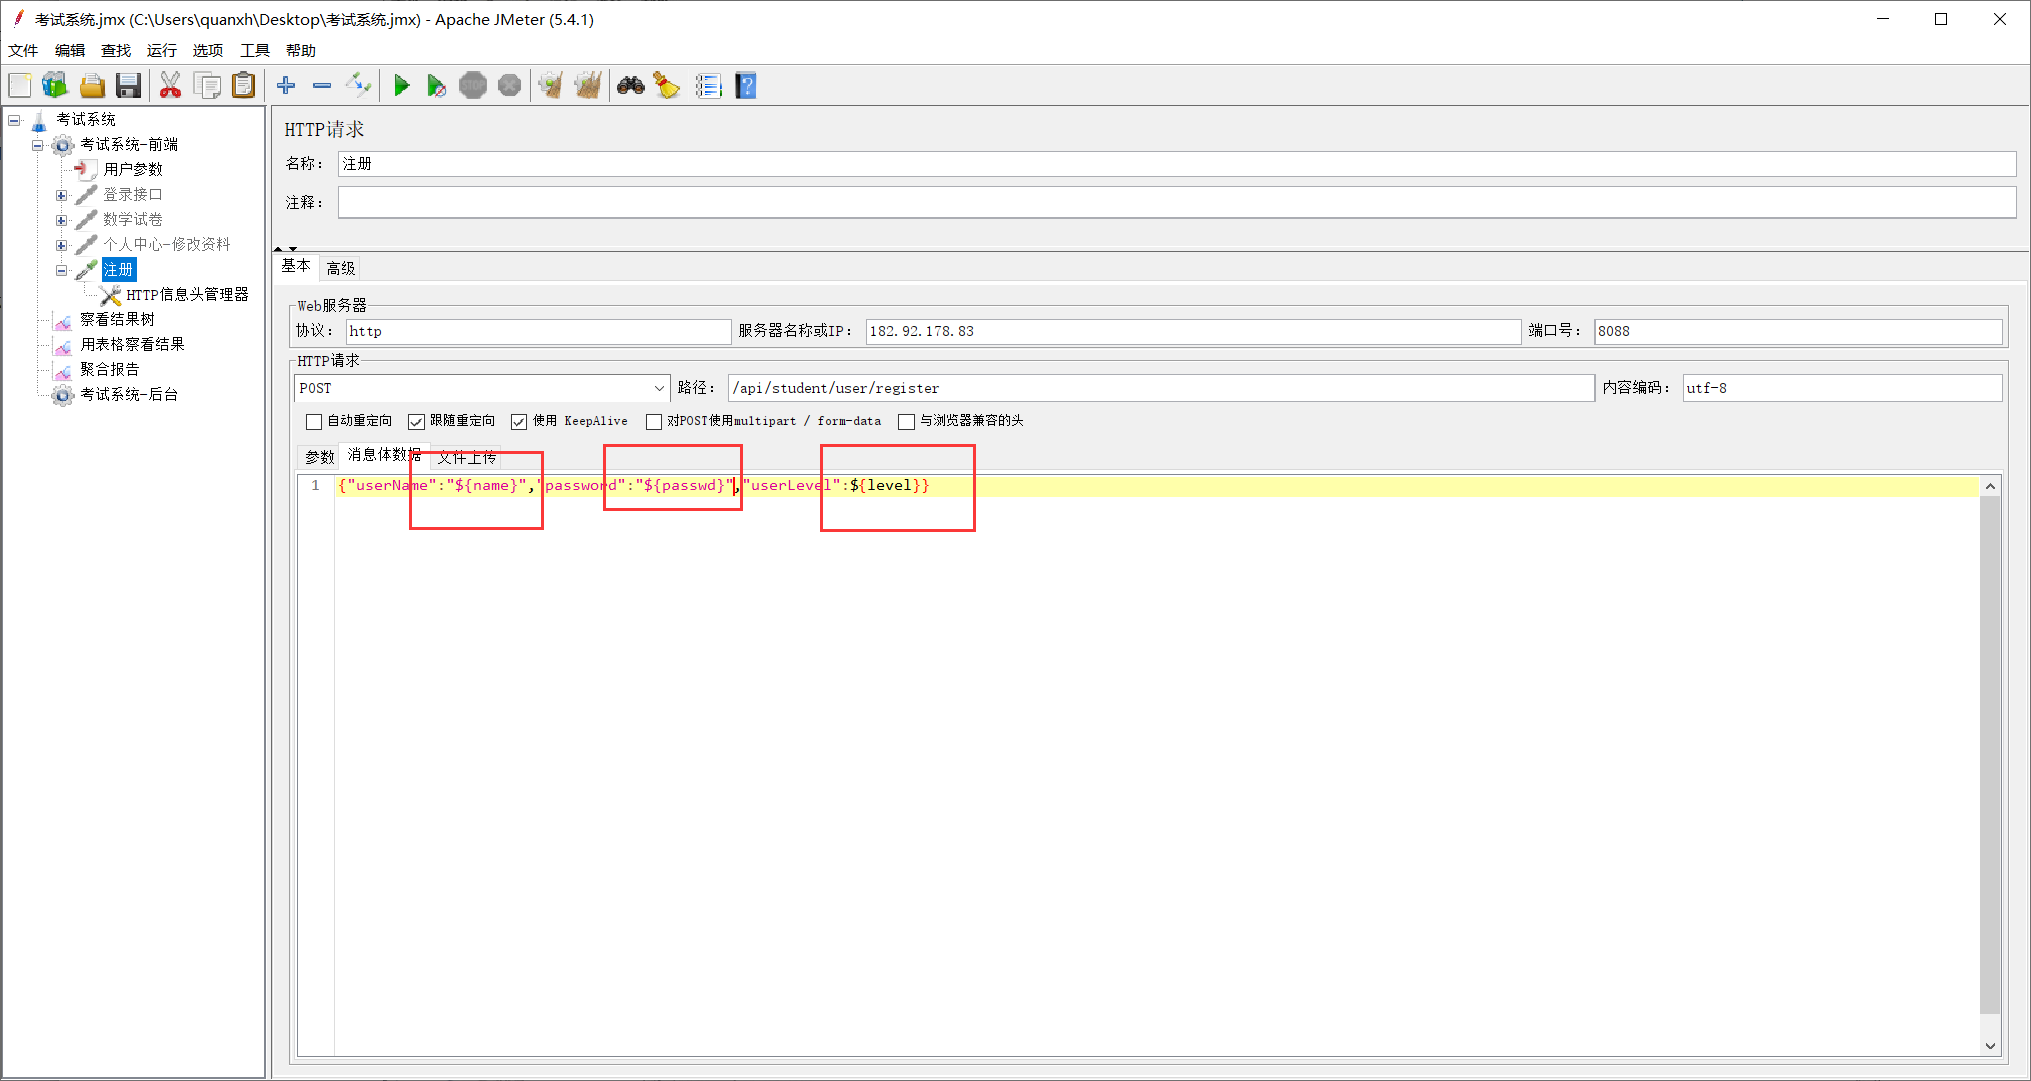 考试系统.jmx (C:\Users\quanxh\Desktop\考试系统.jmx) - Apache JMeter (5.4.1)
文件 编辑 查找 运行 选项 工具 帮助
STOP
考试系统
考试系统-前端
用户参数
登录接口
数学试卷
个人中心-修改资料
注册
HTTP信息头管理器
察看结果树
用表格察看结果
聚合报告
考试系统-后台
HTTP请求
名称： 注册
注释：
基本 高级
Web服务器
协议： http 服务器名称或IP： 182.92.178.83 端口号： 8088
HTTP请求
POST 路径： /api/student/user/register 内容编码： utf-8
自动重定向 跟随重定向 使用 KeepAlive 对POST使用multipart / form-data 与浏览器兼容的头
参数 消息体数据 文件上传
1 {"userName":"${name}","password":"${passwd}","userLevel":${level}}